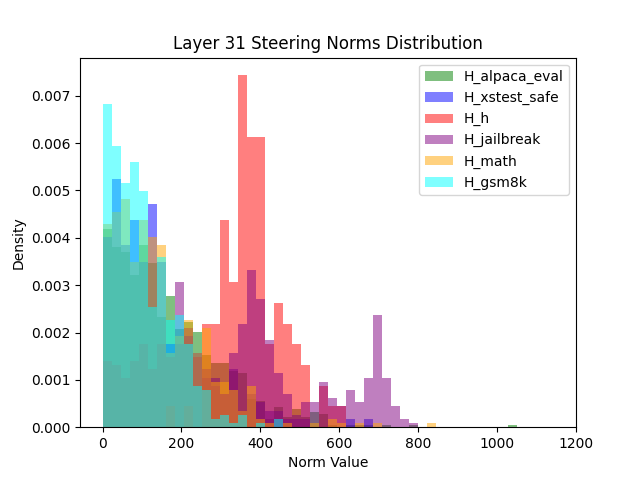 Layer 31 Steering Norms Distribution
H_alpaca_eval
H_xstest_safe
H_h
H_jailbreak
H_math
H_gsm8k
0.007
0.006
0.005
0.004
0.003
0.002
0.001
0.000
Density
0 200 400 600 800 1000 1200
Norm Value